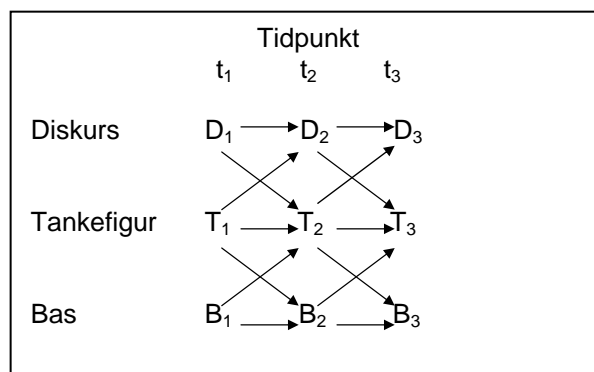 Tidpunkt
t₁ t₂ t₃
Diskurs D₁ D₂ D₃
Tankefigur T₁ T₂ T₃
Bas B₁ B₂ B₃